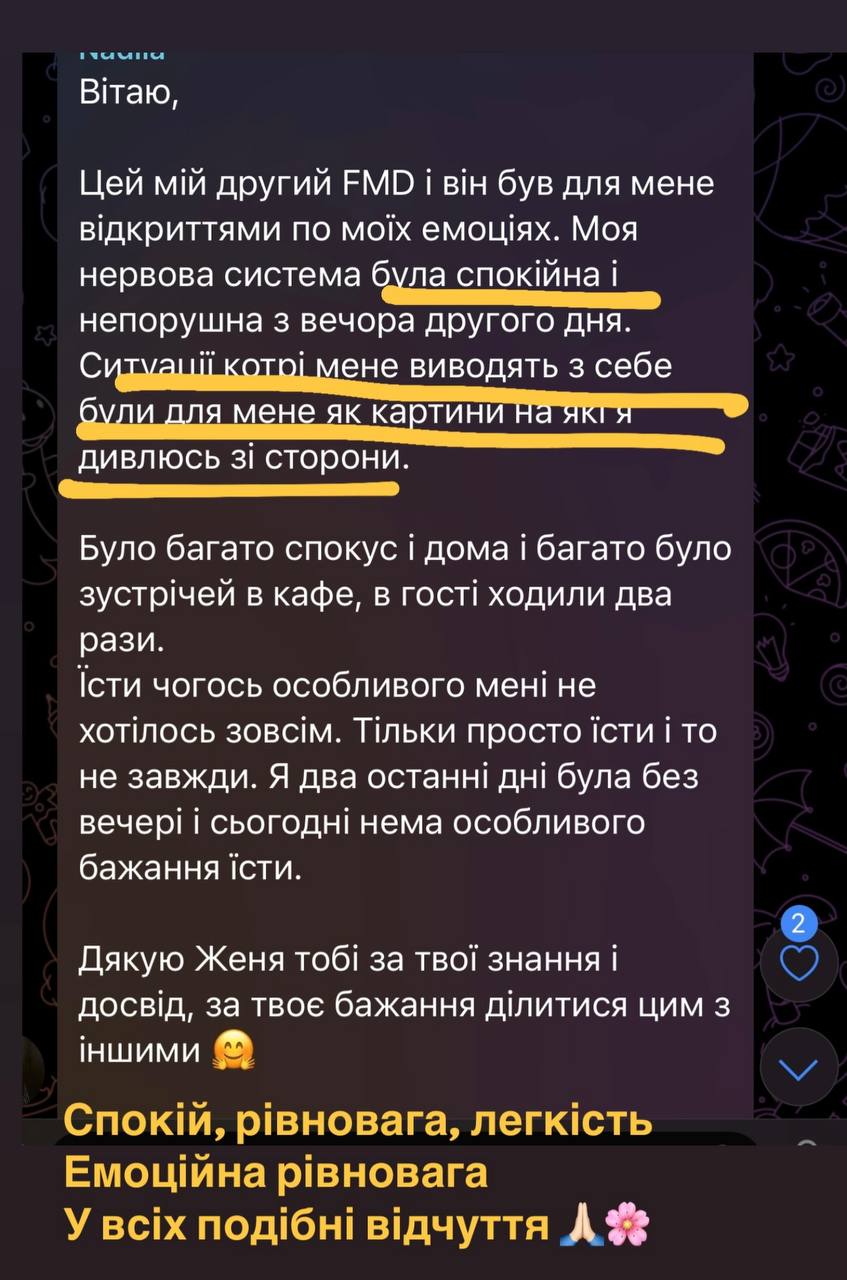 Nadiia
Вітаю,
Цей мій другий FMD і він був для мене
відкриттями по моїх емоціях. Моя
нервова система була спокійна і
непорушна з вечора другого дня.
Ситуації котрі мене виводять з себе
були для мене як картини на які я
дивлюсь зі сторони.
Було багато спокус і дома і багато було
зустрічей в кафе, в гості ходили два
рази.
Їсти чогось особливого мені не
хотілось зовсім. Тільки просто їсти і то
не завжди. Я два останні дні була без
вечері і сьогодні нема особливого
бажання їсти.
2
Дякую Женя тобі за твої знання і
досвід, за твоє бажання ділитися цим з
іншими 🤗
Спокій, рівновага, легкість
Емоційна рівновага
У всіх подібні відчуття 🙏🏻🌸